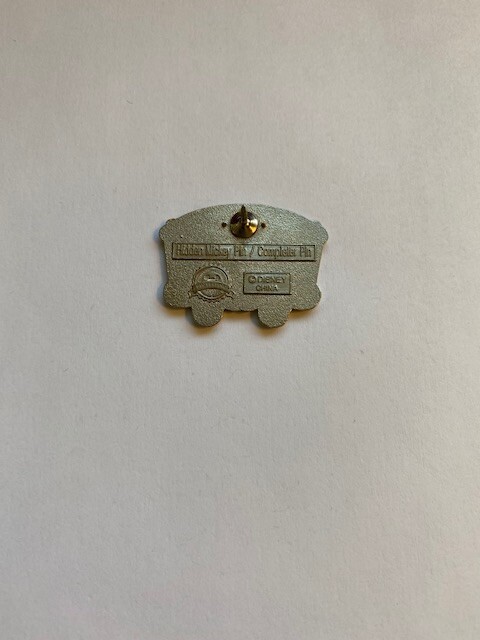 Hidden Mickey Pin / Completer Pin
© DISNEY
CHINA